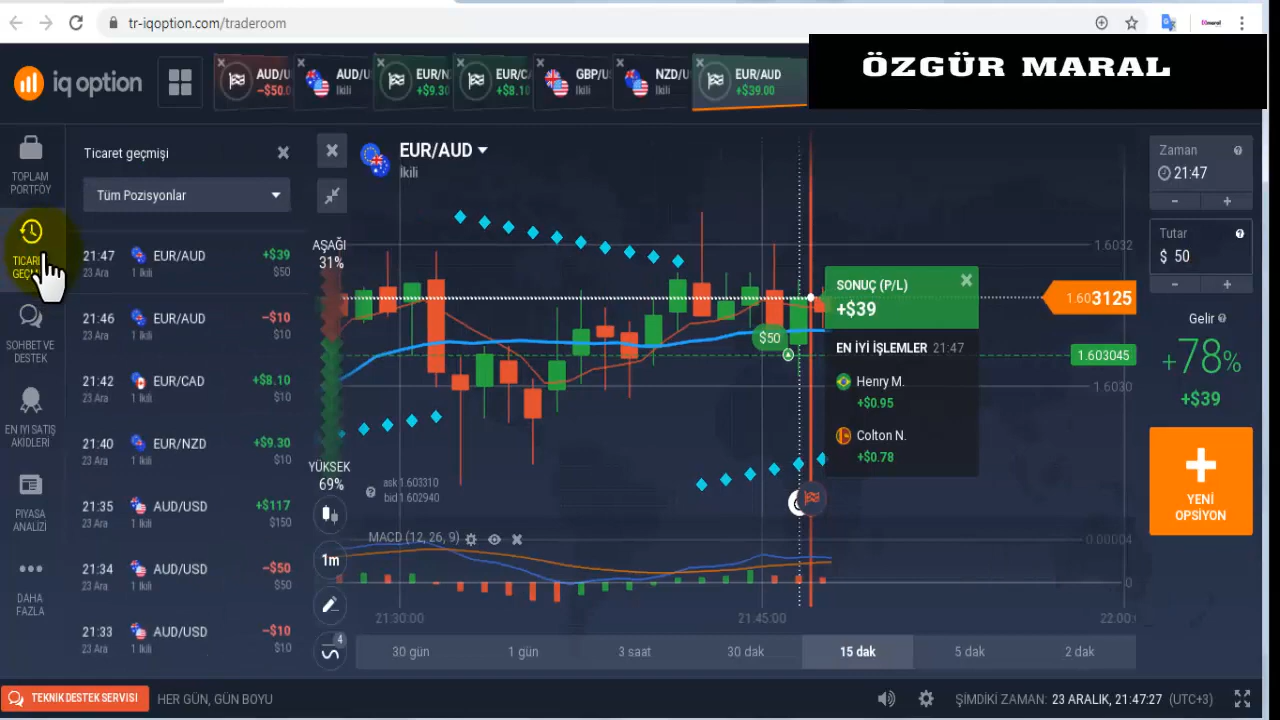 tr-iqoption.com/traderoom
iq option
AUD/U
-$50.0
AUD/U
İkili
EUR/N
+$9.30
EUR/C
+$8.10
GBP/U
İkili
NZD/U
İkili
EUR/AUD
+$39.00
ÖZGÜR MARAL
TOPLAM
PORTFÖY
TICARE
GEÇM
SOHBET VE
DESTEK
EN İYİ SATIŞ
AKİDLERİ
PIYASA
ANALİZİ
DAHA
FAZLA
Ticaret geçmişi
Tüm Pozisyonlar
21:47 EUR/AUD +$39
23 Ara 1 İkili $50
21:46 EUR/AUD -$10
23 Ara 1 İkili $10
21:42 EUR/CAD +$8.10
23 Ara 1 İkili $10
21:40 EUR/NZD +$9.30
23 Ara 1 İkili $10
21:35 AUD/USD +$117
23 Ara 1 İkili $150
21:34 AUD/USD -$50
23 Ara 1 İkili $50
21:33 AUD/USD -$10
23 Ara 1 İkili $10
EUR/AUD
İkili
AŞAĞI
31%
YÜKSEK
69%
ask 1.603310
bid 1.602940
1m
4
$50
SONUÇ (P/L)
+$39
EN İYİ İŞLEMLER 21:47
Henry M.
+$0.95
Colton N.
+$0.78
1.6032
1.603125
1.603045
1.6030
MACD (12, 26, 9)
0.00004
0
21:30:00 21:45:00 22:00:
30 gün 1 gün 3 saat 30 dak 15 dak 5 dak 2 dak
Zaman
21:47
- +
Tutar
$ 50
- +
Gelir
+78%
+$39
YENİ
OPSİYON
TEKNIK DESTEK SERVISI HER GÜN, GÜN BOYU
ŞİMDİKİ ZAMAN: 23 ARALIK, 21:47:27 (UTC+3)